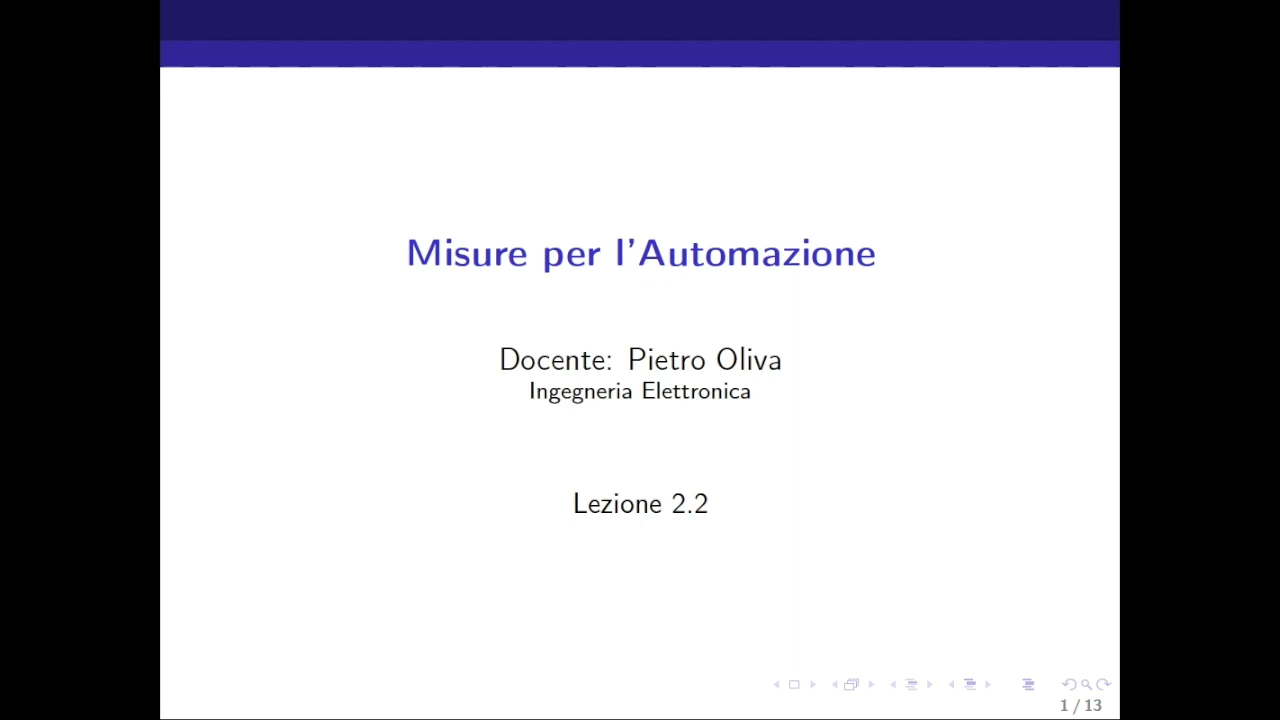 Misure per l'Automazione
Docente: Pietro Oliva
Ingegneria Elettronica
Lezione 2.2
1 / 13